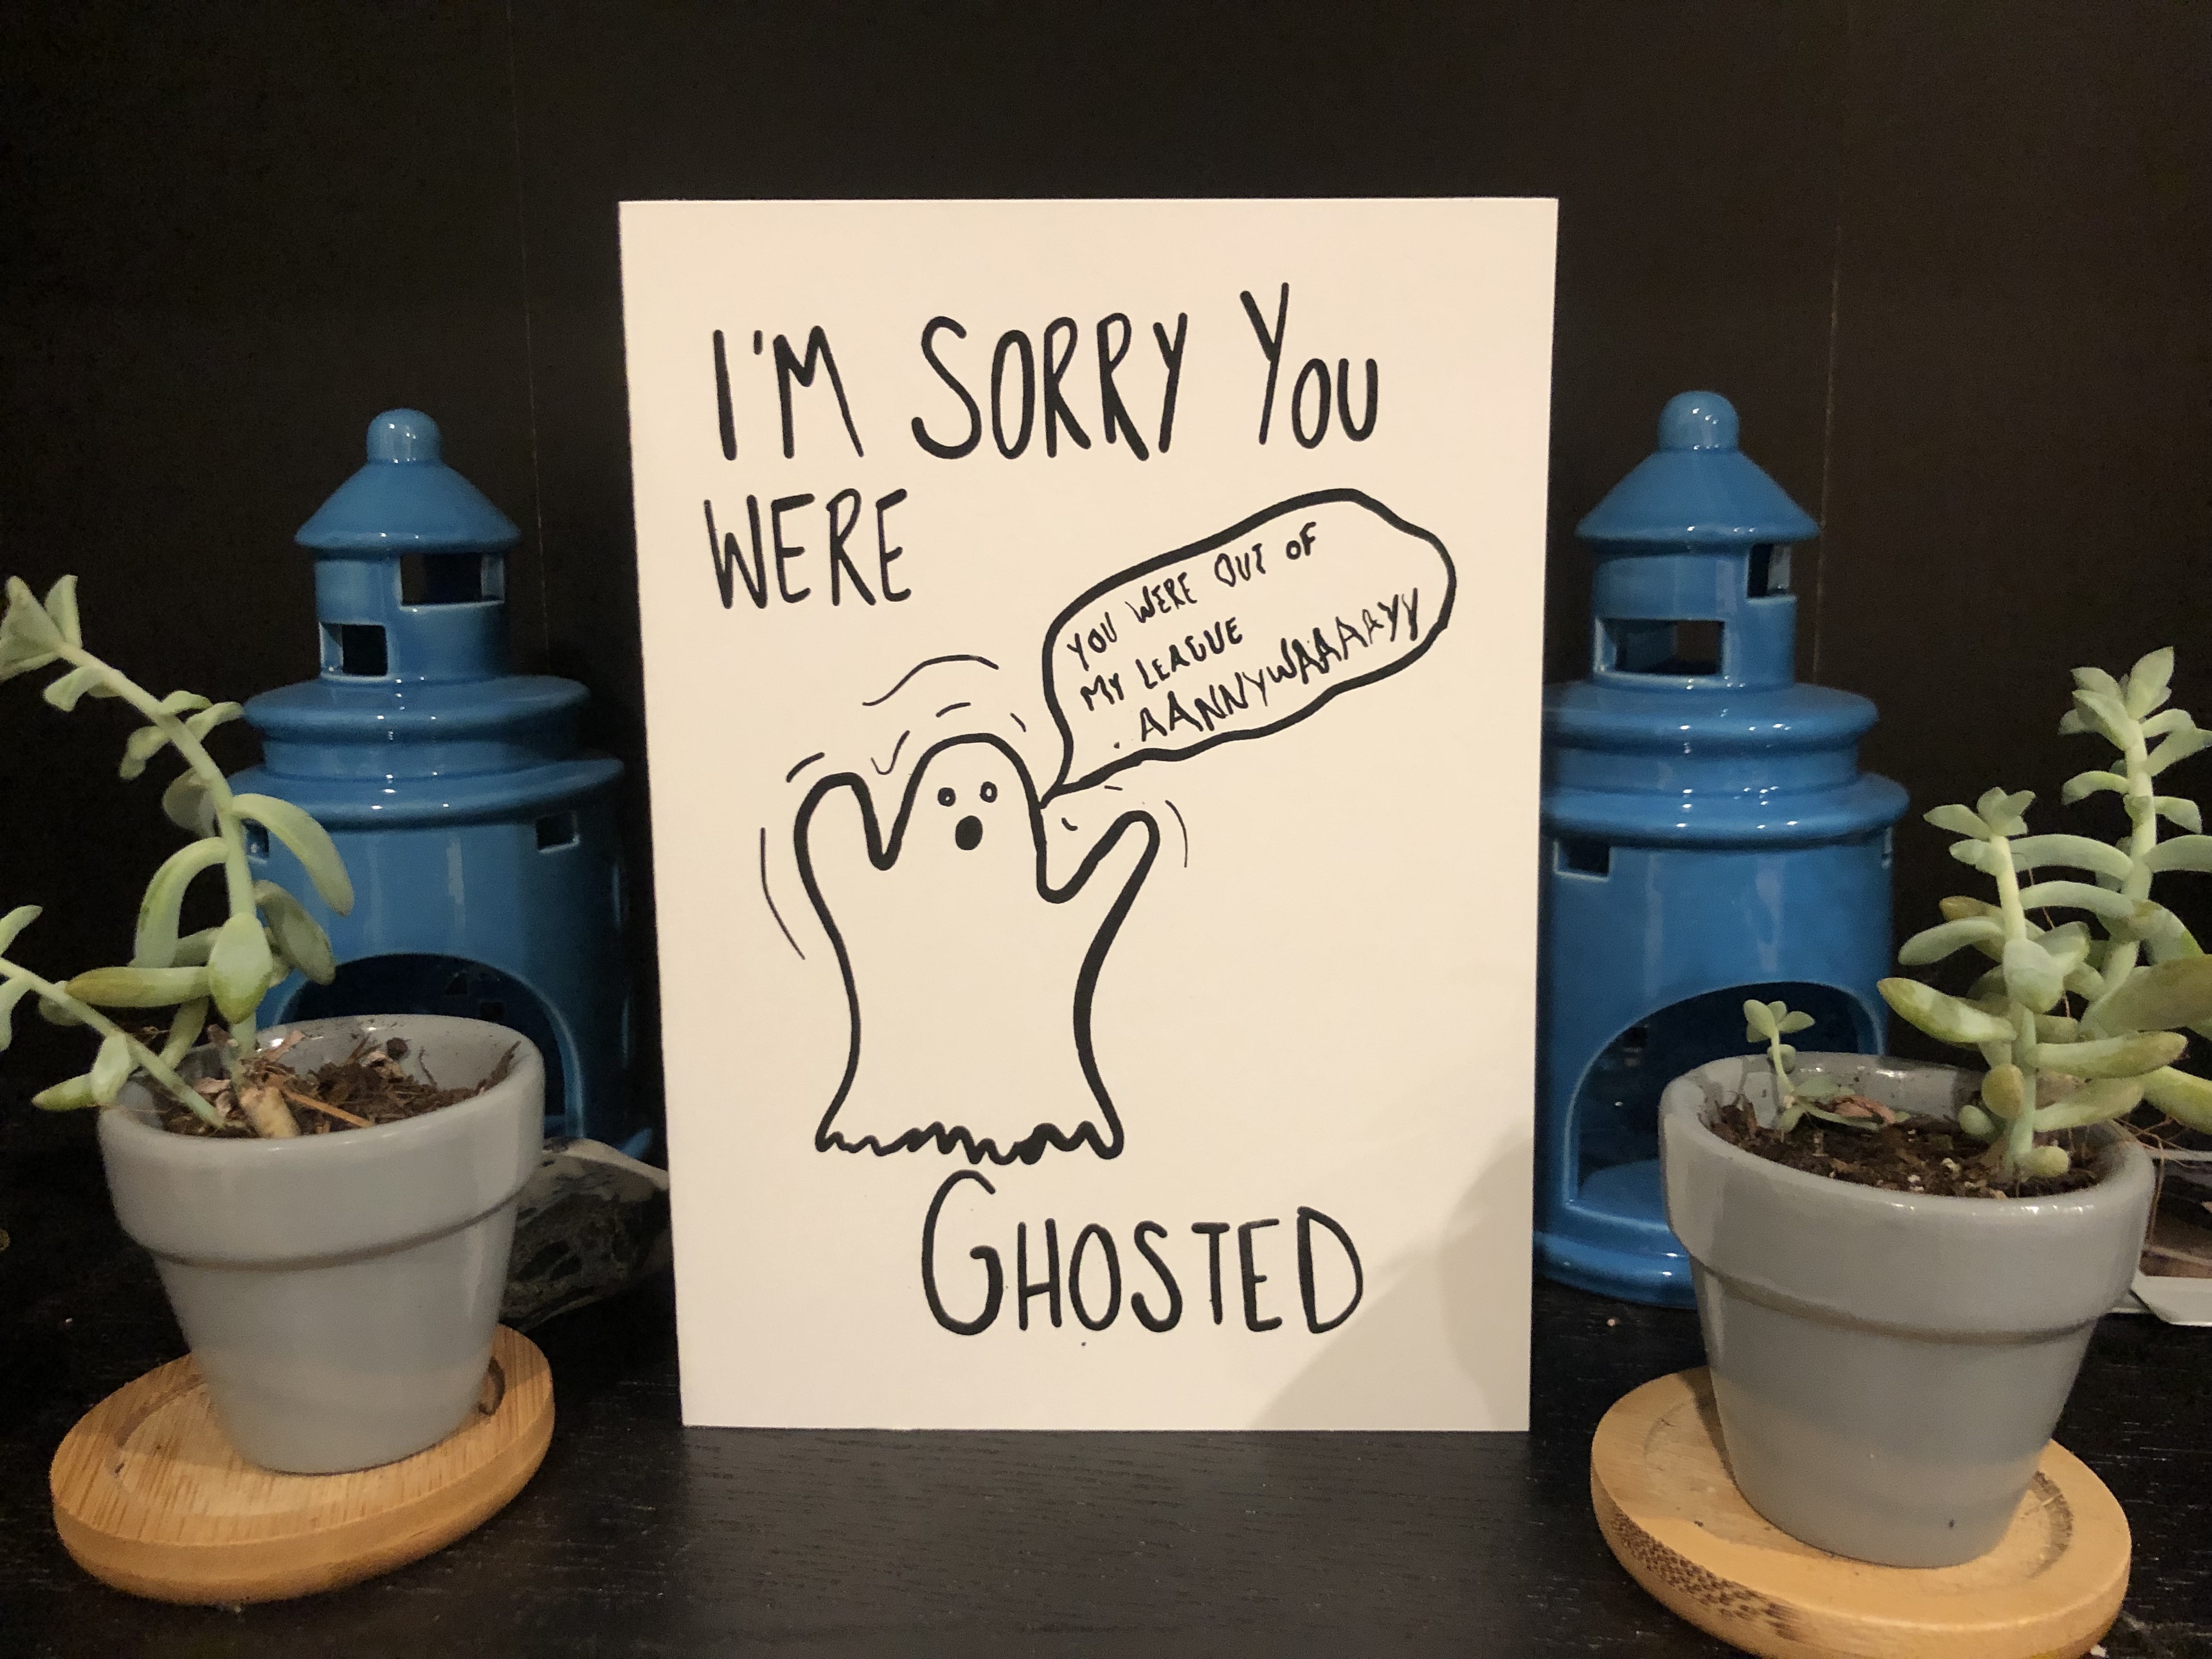 I'M SORRY YOU
WERE
YOU WERE OUT OF
MY LEAGUE
AANNYWAAAAYY
GHOSTED